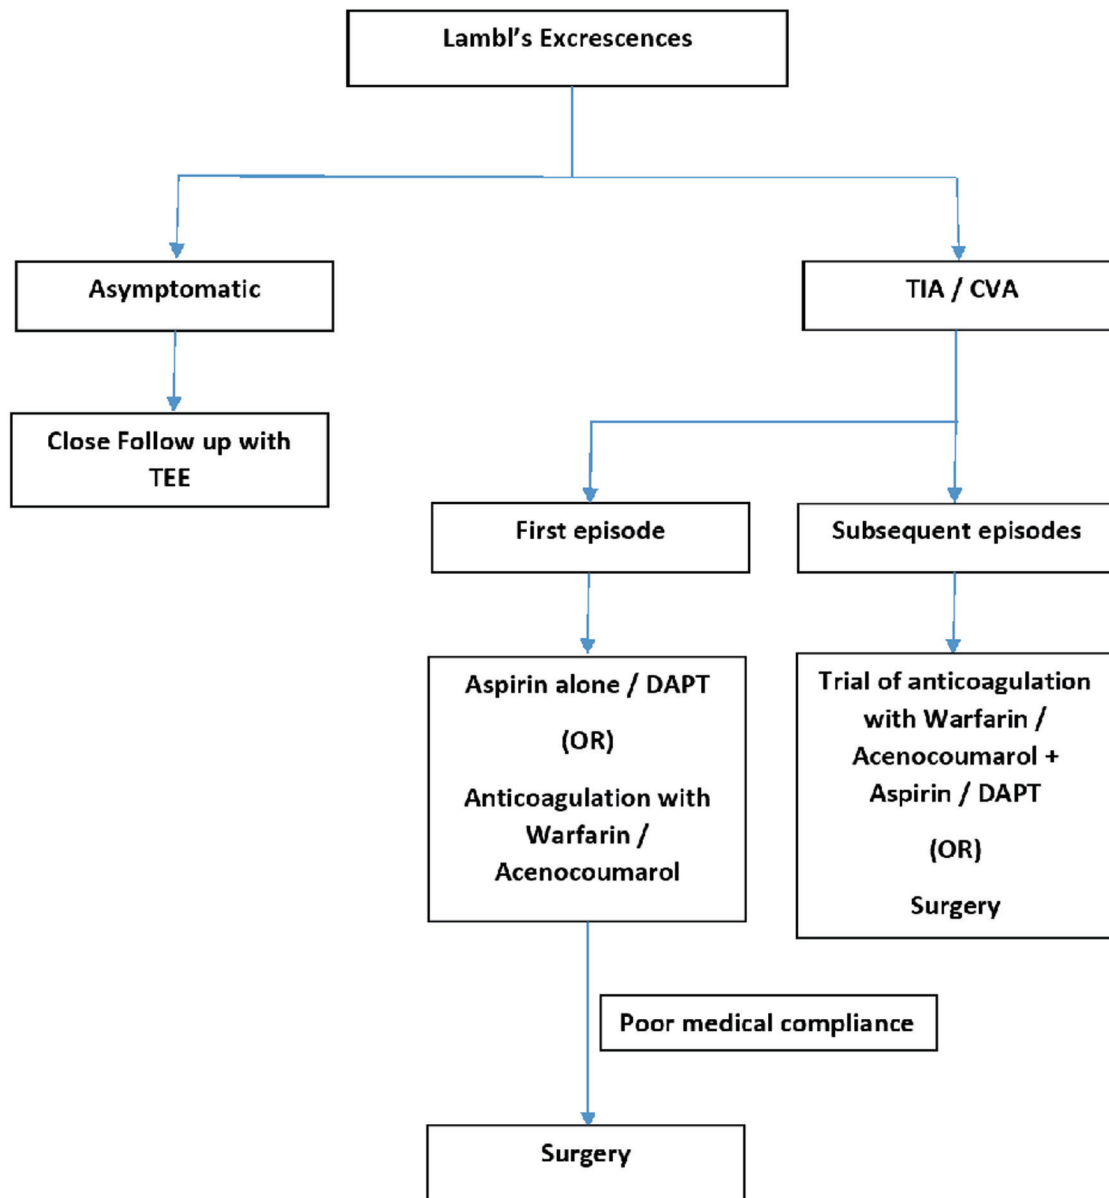 Lambl’s Excrescences
Asymptomatic
TIA / CVA
Close Follow up with
TEE
First episode
Subsequent episodes
Aspirin alone / DAPT
(OR)
Anticoagulation with
Warfarin /
Acenocoumarol
Trial of anticoagulation
with Warfarin /
Acenocoumarol +
Aspirin / DAPT
(OR)
Surgery
Poor medical compliance
Surgery